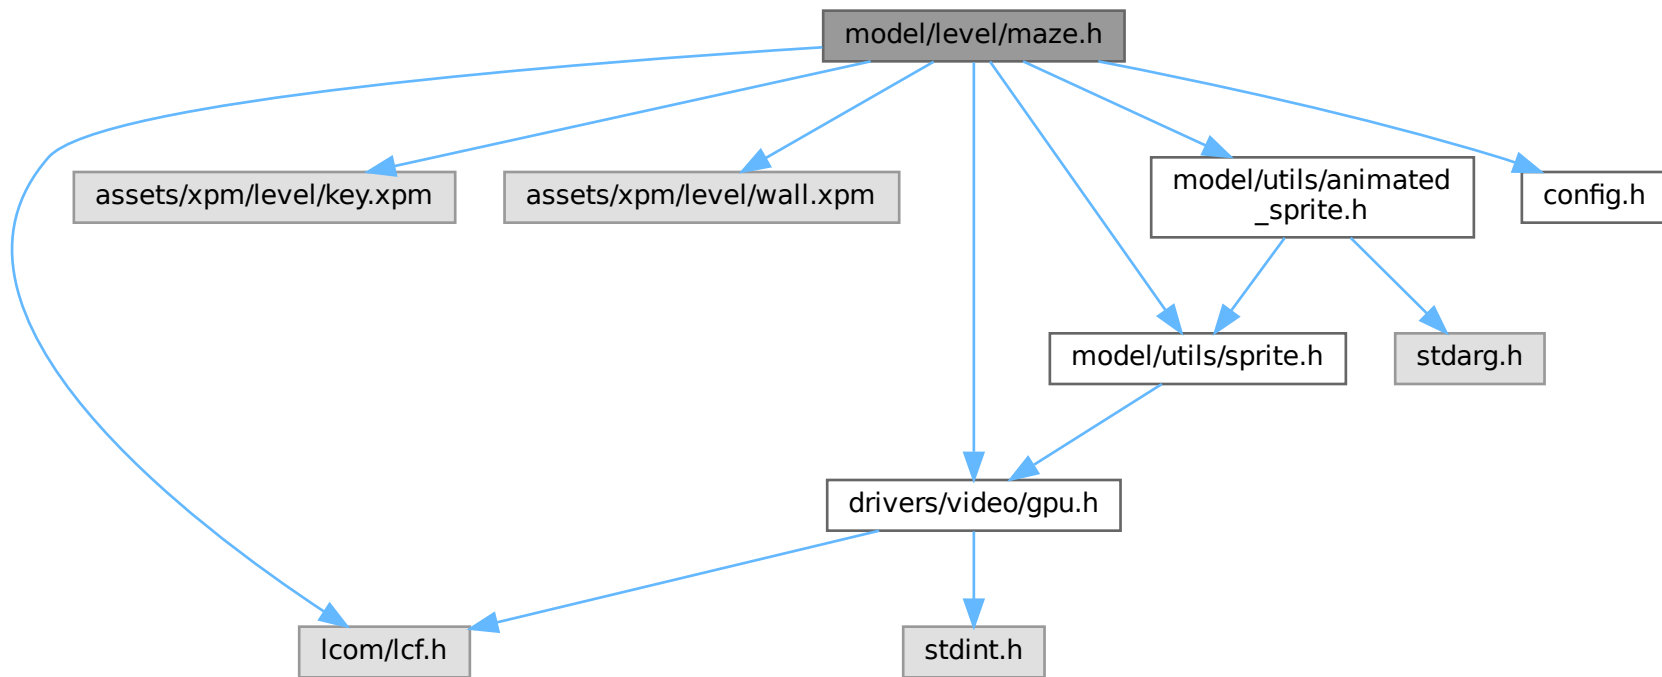 model/level/maze.h
assets/xpm/level/key.xpm
assets/xpm/level/wall.xpm
model/utils/animated
_sprite.h
config.h
model/utils/sprite.h
stdarg.h
drivers/video/gpu.h
lcom/lcf.h
stdint.h